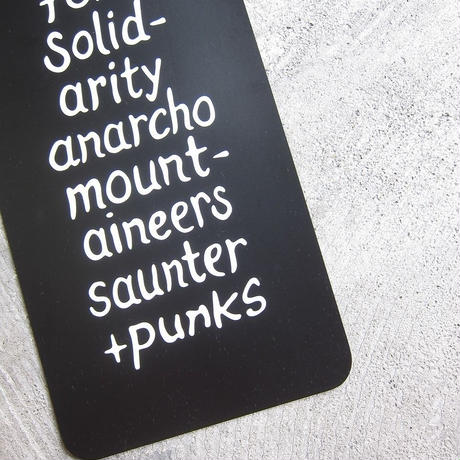 Solid-
arity
anarcho
mount-
aineers
saunter
+punks